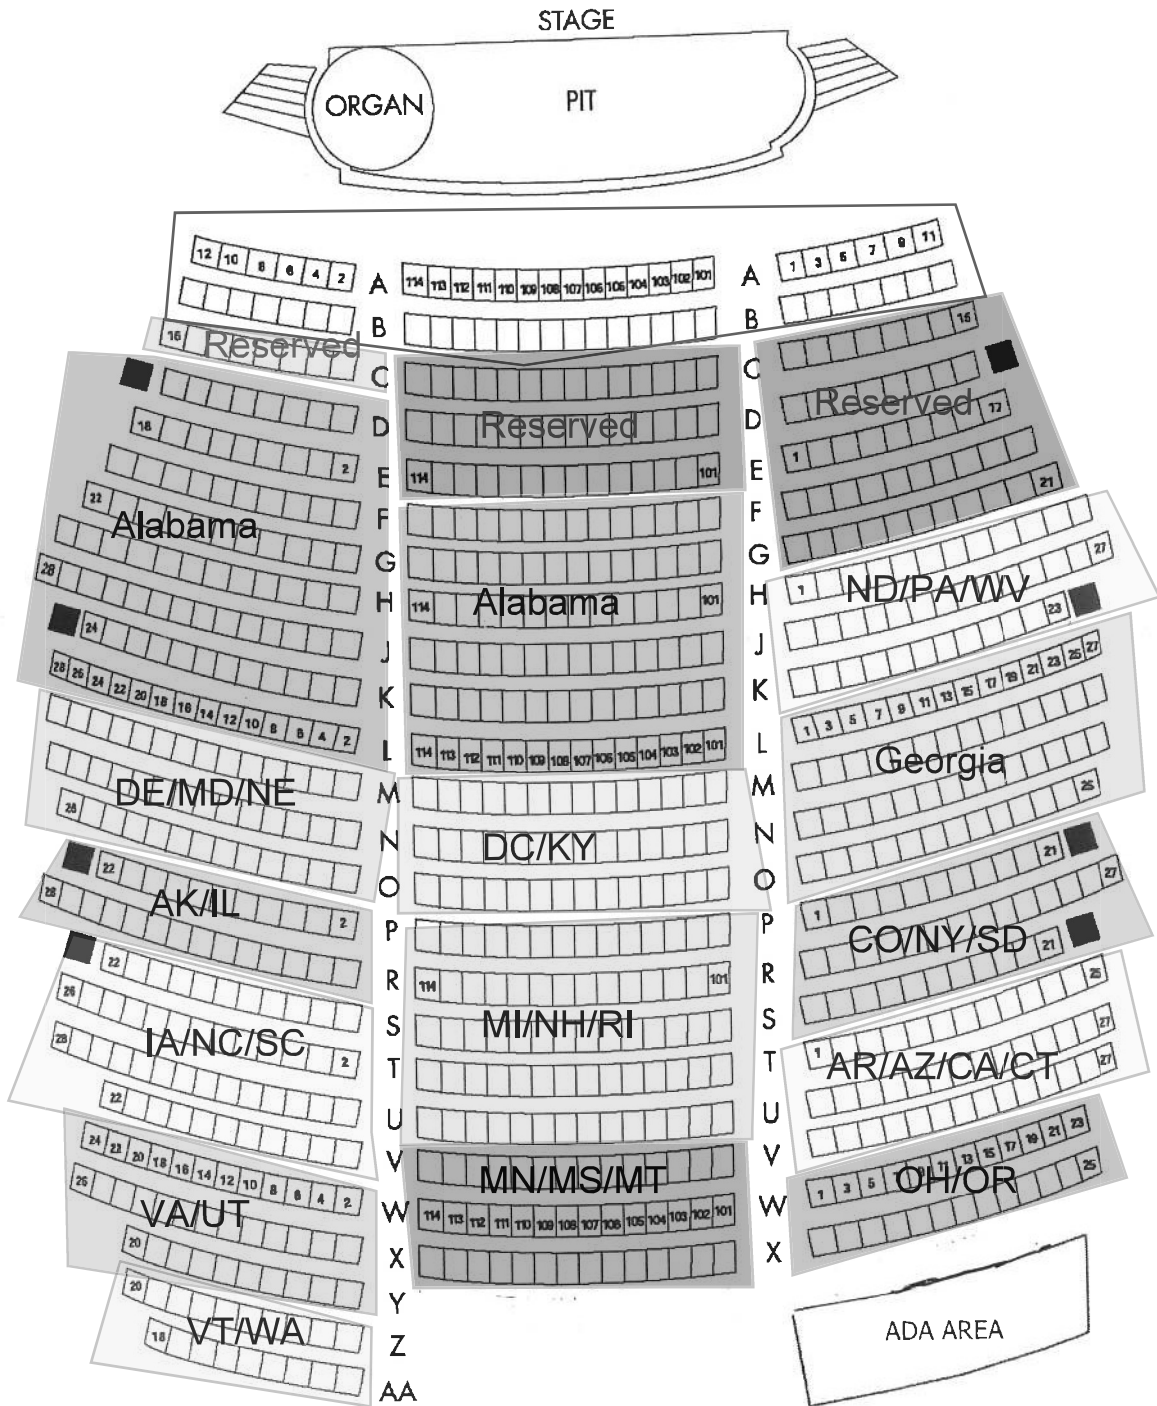 STAGE
ORGAN
PIT
12 10 8 6 4 2 A 114 113 112 111 110 109 108 107 106 105 104 103 102 101 A 1 3 5 7 9 11
B B
16 Reserved C C 15
D Reserved D Reserved
18 2 E 114 101 E 1 17
F F
22 Alabama G G 21
H 114 Alabama 101 H 1 ND/PA/WV 27
28 J J
24 K K 23
28 26 24 22 20 18 16 14 12 10 8 6 4 2 L 114 113 112 111 110 109 108 107 106 105 104 103 102 101 L 1 3 5 7 9 11 13 15 17 19 21 23 25 27
DE/MD/NE M M Georgia
N DC/KY N
26 O O 25
22 AK/IL 2 P P 1 21
28 R 114 101 R CO/NY/SD 27
22 S MI/NH/RI S 21
26 IA/NC/SC 2 T T 1 AR/AZ/CA/CT 25
28 U U 27
22 V MN/MS/MT V 27
24 22 20 18 16 14 12 10 8 6 4 2 W 114 113 112 111 110 109 108 107 106 105 104 103 102 101 W 1 3 5 OH/OR 11 13 15 17 19 21 23
26 VA/UT X X 25
20 Y
20 VT/WA Z
18 AA
ADA AREA